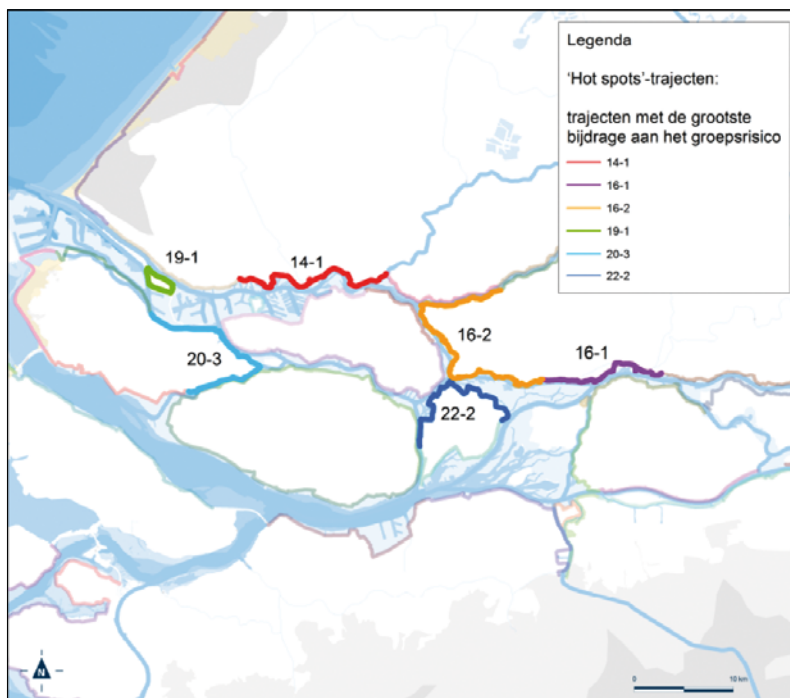 Legenda
'Hot spots'-trajecten:
trajecten met de grootste
bijdrage aan het groepsrisico
14-1
16-1
16-2
19-1
20-3
22-2
19-1
14-1
16-2
16-1
20-3
22-2
N
0 10 km